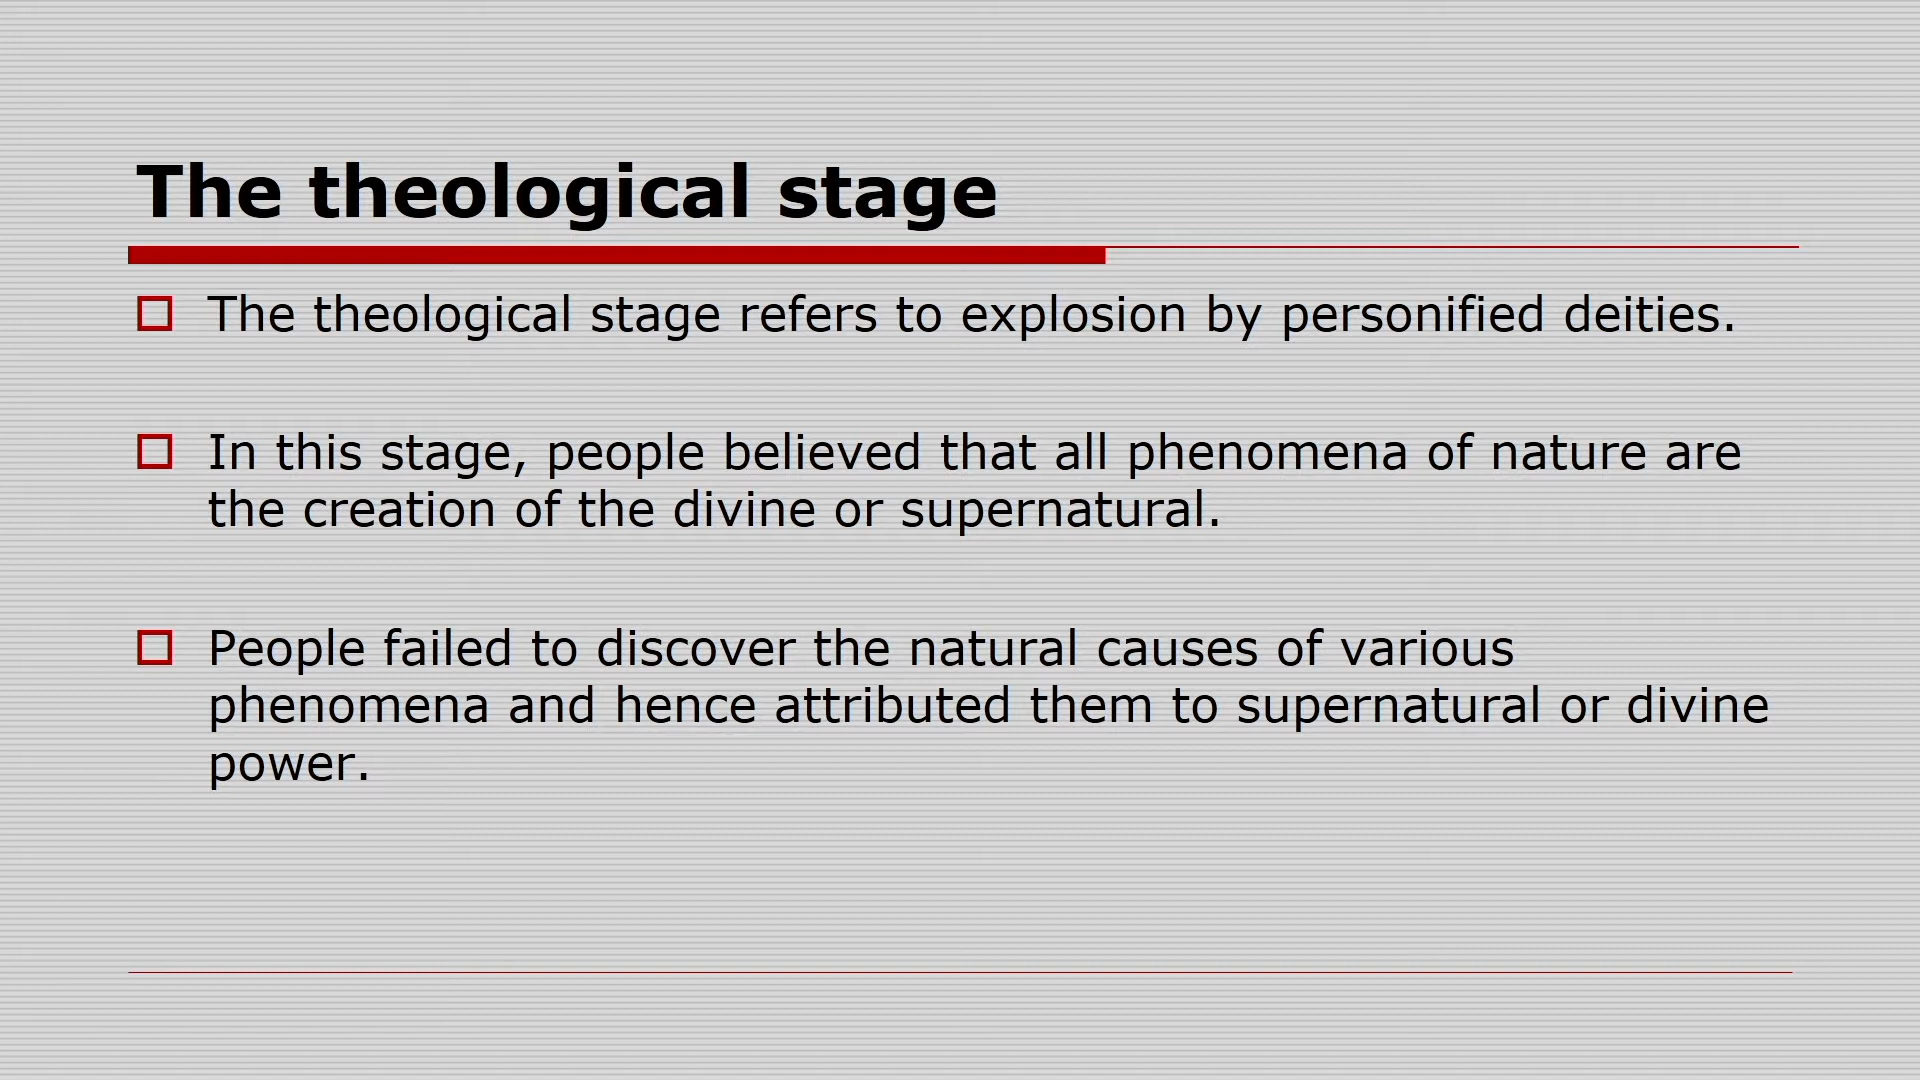 The theological stage
The theological stage refers to explosion by personified deities.
In this stage, people believed that all phenomena of nature are
the creation of the divine or supernatural.
People failed to discover the natural causes of various
phenomena and hence attributed them to supernatural or divine
power.